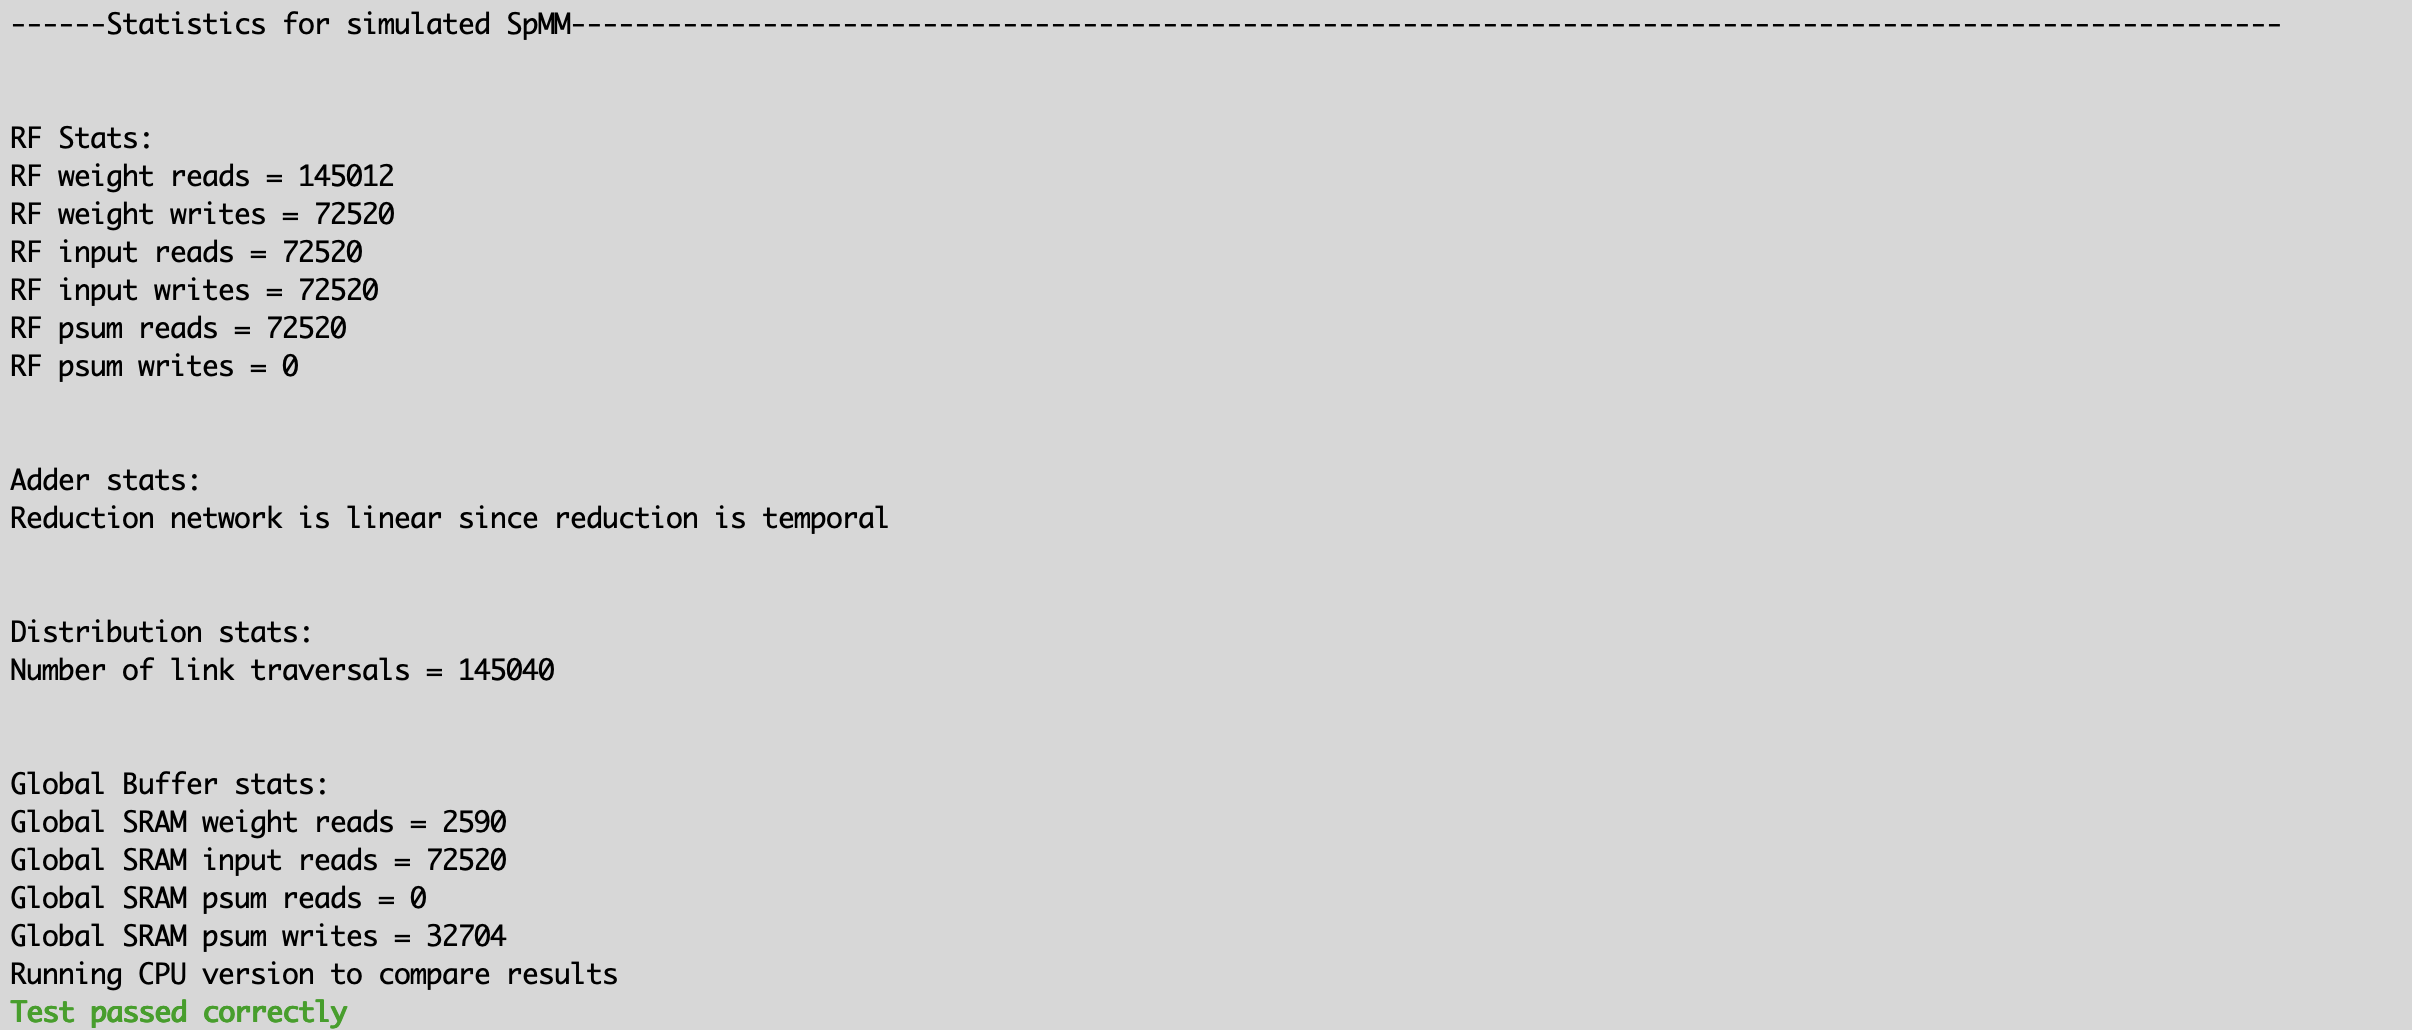 ------Statistics for simulated SpMM-----------------------------------------------------------------------------------------------------------
RF Stats:
RF weight reads = 145012
RF weight writes = 72520
RF input reads = 72520
RF input writes = 72520
RF psum reads = 72520
RF psum writes = 0
Adder stats:
Reduction network is linear since reduction is temporal
Distribution stats:
Number of link traversals = 145040
Global Buffer stats:
Global SRAM weight reads = 2590
Global SRAM input reads = 72520
Global SRAM psum reads = 0
Global SRAM psum writes = 32704
Running CPU version to compare results
Test passed correctly